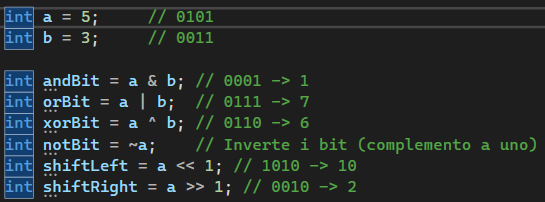 int a = 5;      // 0101
int b = 3;      // 0011
int andBit = a & b; // 0001 -> 1
int orBit = a | b;  // 0111 -> 7
int xorBit = a ^ b; // 0110 -> 6
int notBit = ~a;    // Inverte i bit (complemento a uno)
int shiftLeft = a << 1; // 1010 -> 10
int shiftRight = a >> 1; // 0010 -> 2